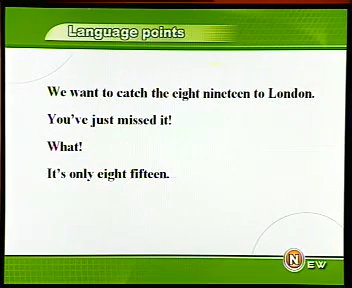 Language points
We want to catch the eight nineteen to London.
You've just missed it!
What!
It's only eight fifteen.
NEW